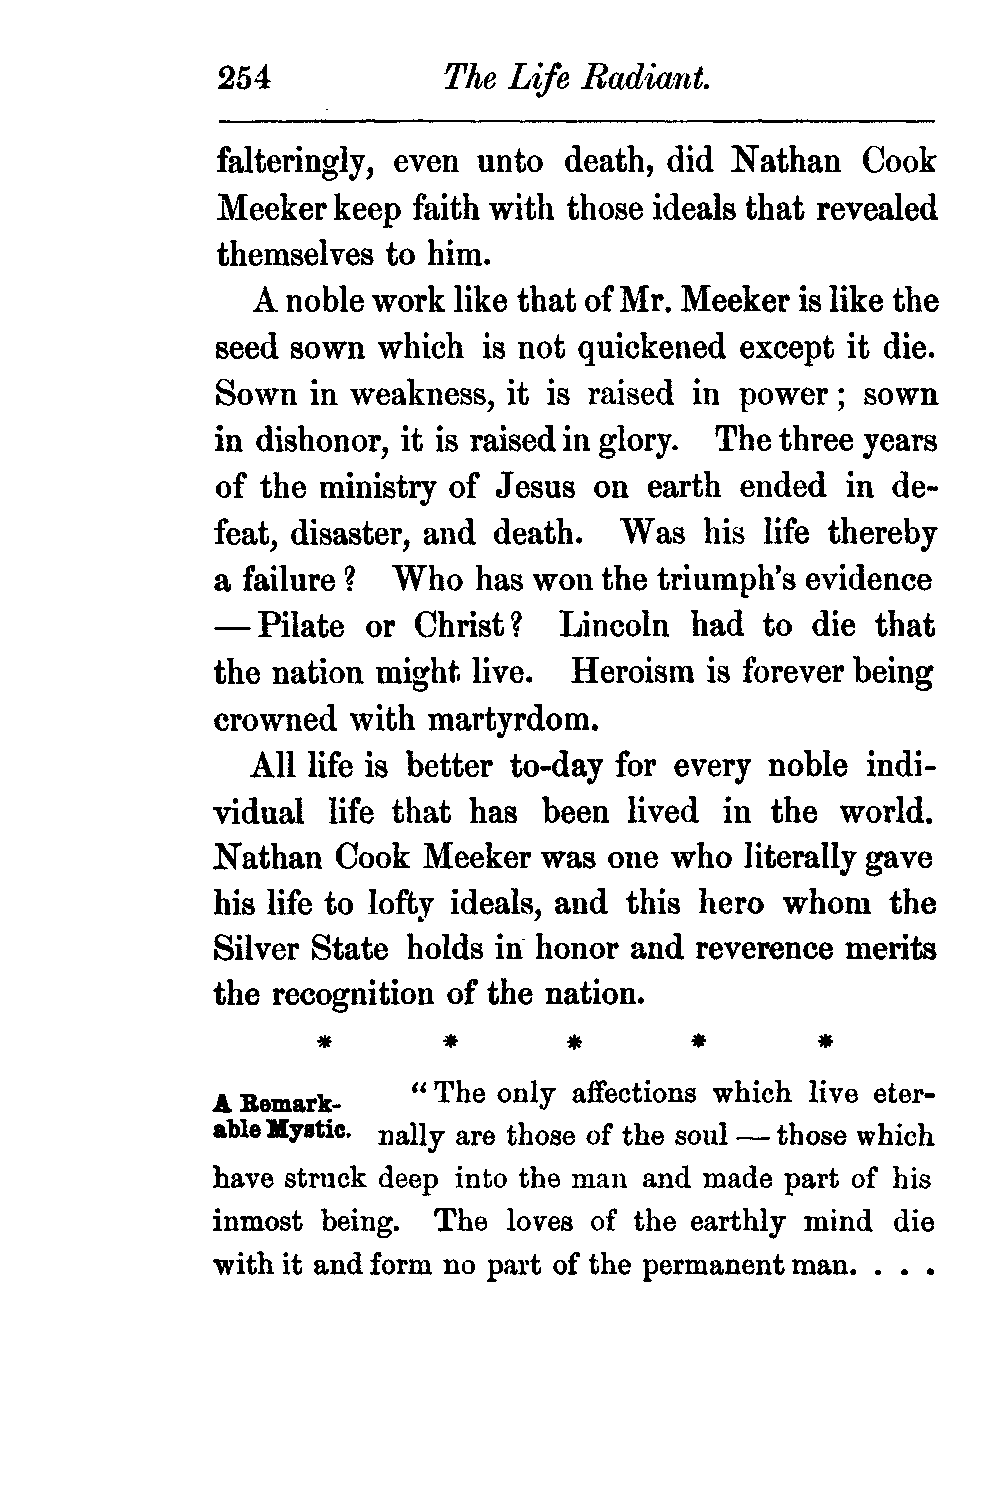 254 The Life Radiant.
falteringly, even unto death, did Nathan Cook
Meeker keep faith with those ideals that revealed
themselves to him.
A noble work like that of Mr. Meeker is like the
seed sown which is not quickened except it die.
Sown in weakness, it is raised in power; sown
in dishonor, it is raised in glory. The three years
of the ministry of Jesus on earth ended in de-
feat, disaster, and death. Was his life thereby
a failure? Who has won the triumph's evidence
—Pilate or Christ? Lincoln had to die that
the nation might live. Heroism is forever being
crowned with martyrdom.
All life is better to-day for every noble indi-
vidual life that has been lived in the world.
Nathan Cook Meeker was one who literally gave
his life to lofty ideals, and this hero whom the
Silver State holds in honor and reverence merits
the recognition of the nation.
* * * * *
A Remark-
able Mystic.
"The only affections which live eter-
nally are those of the soul — those which
have struck deep into the man and made part of his
inmost being. The loves of the earthly mind die
with it and form no part of the permanent man. . . .